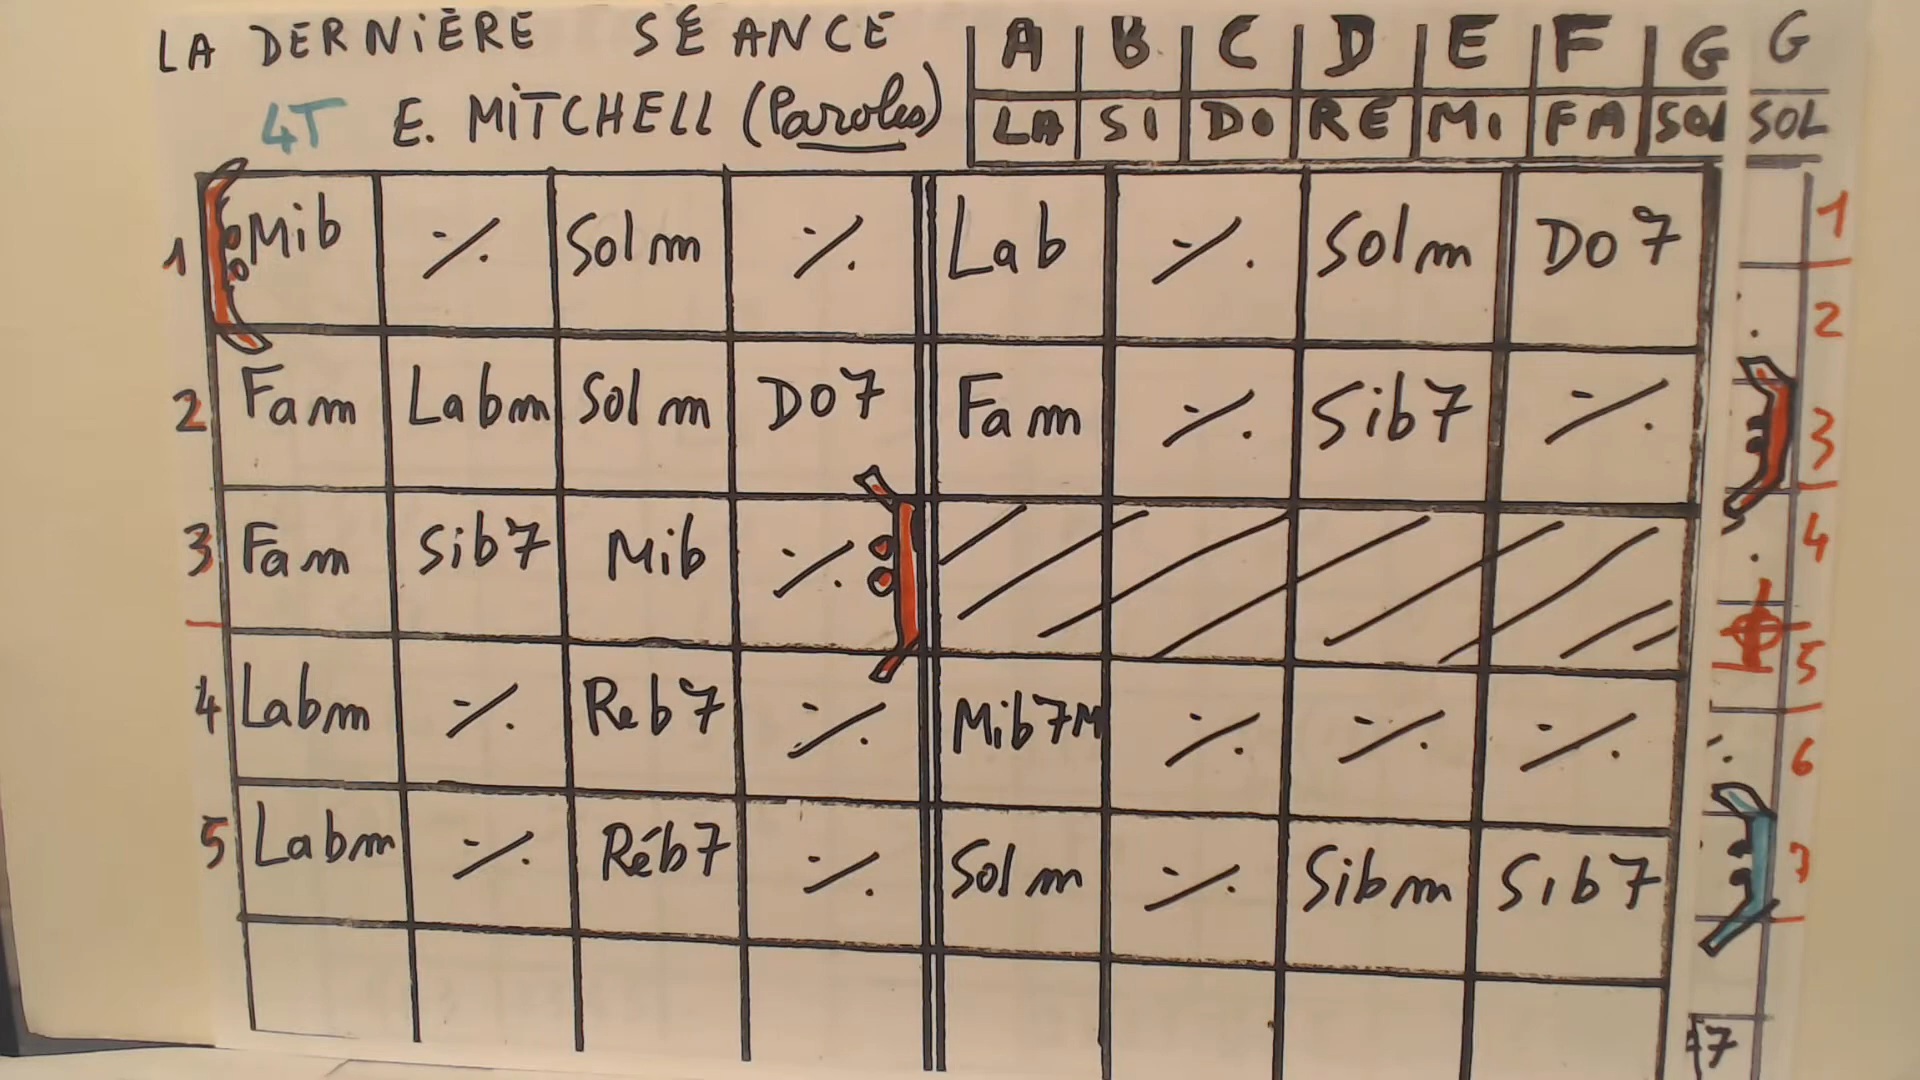 LA DERNIÈRE SÉANCE
4T E. MITCHELL (Paroles)
A B C D E F G G
LA SI DO RE MI FA SOL SOL
1 Mib ٪ Solm ٪ Lab ٪ Solm DO7 1
2 Fam Labm Solm DO7 Fam ٪ Sib7 ٪ 2
3 Fam Sib7 Mib ٪ 3
4
4 Labm ٪ Reb7 ٪ Mib7M ٪ ٪ ٪ 5
6
5 Labm ٪ Réb7 ٪ Solm ٪ Sibm Sib7 7
7